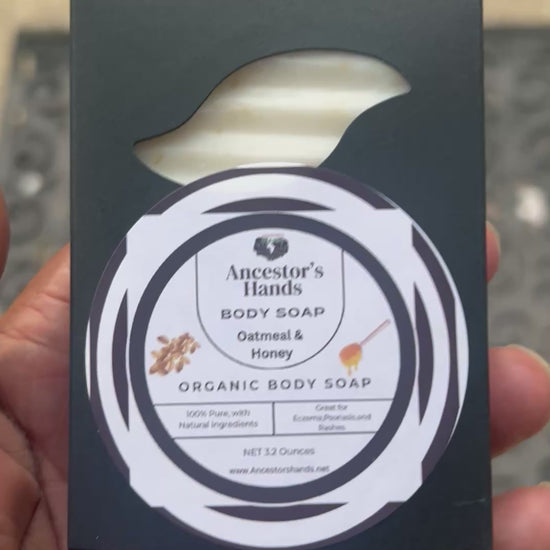 Ancestor's
Hands
BODY SOAP
Oatmeal &
Honey
ORGANIC BODY SOAP
100% Pure, with
Natural Ingredients
Great for
Eczema,Psoriasis,and
Rashes
NET 3.2 Ounces
www.Ancestorshands.net